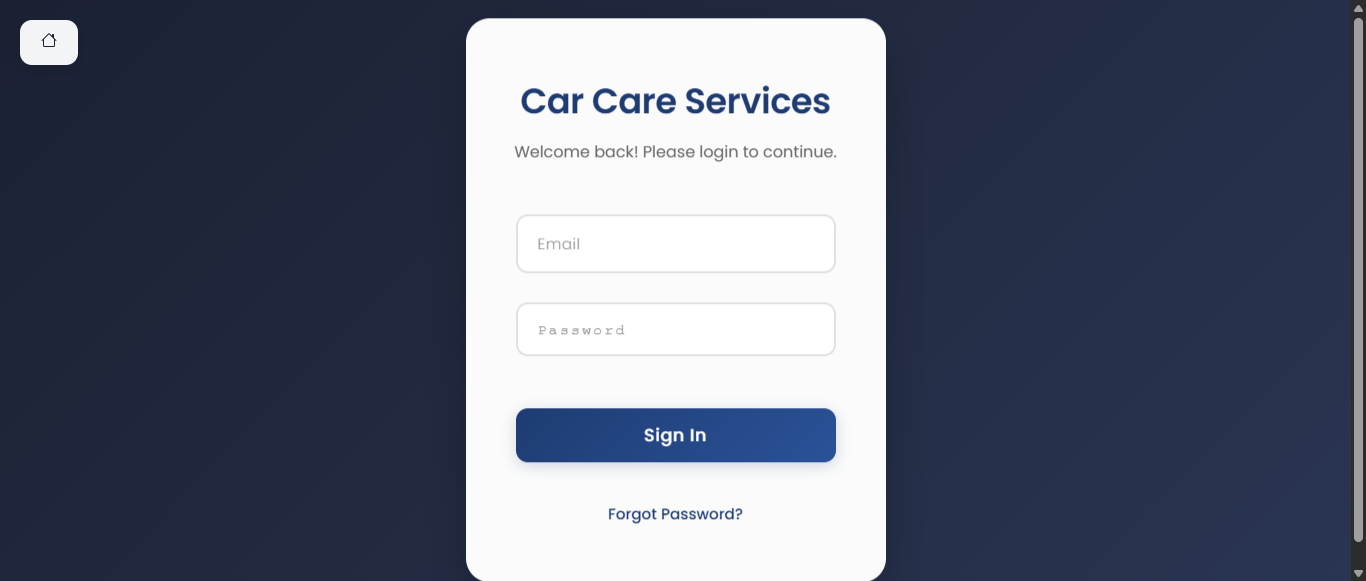 Car Care Services
Welcome back! Please login to continue.
Email
Password
Sign In
Forgot Password?